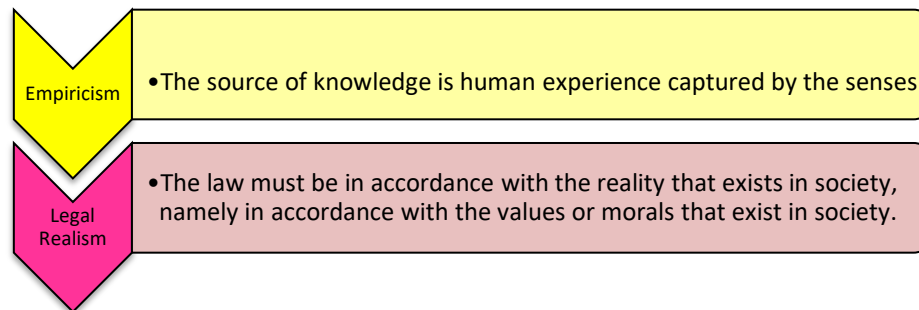 Empiricism
•The source of knowledge is human experience captured by the senses
Legal
Realism
•The law must be in accordance with the reality that exists in society,
namely in accordance with the values or morals that exist in society.